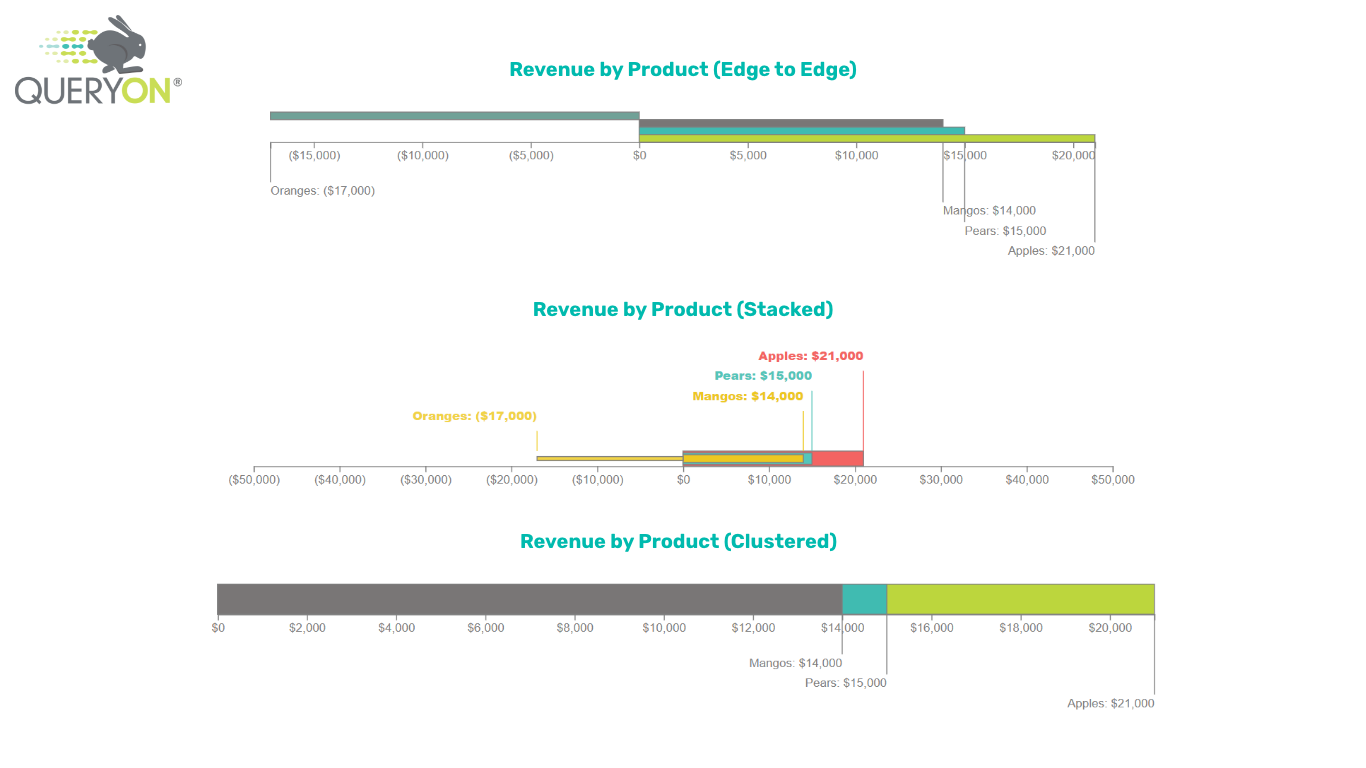 QUERYON®
Revenue by Product (Edge to Edge)
($15,000) ($10,000) ($5,000) $0 $5,000 $10,000 $15,000 $20,000
Oranges: ($17,000)
Mangos: $14,000
Pears: $15,000
Apples: $21,000
Revenue by Product (Stacked)
Apples: $21,000
Pears: $15,000
Mangos: $14,000
Oranges: ($17,000)
($50,000) ($40,000) ($30,000) ($20,000) ($10,000) $0 $10,000 $20,000 $30,000 $40,000 $50,000
Revenue by Product (Clustered)
$0 $2,000 $4,000 $6,000 $8,000 $10,000 $12,000 $14,000 $16,000 $18,000 $20,000
Mangos: $14,000
Pears: $15,000
Apples: $21,000